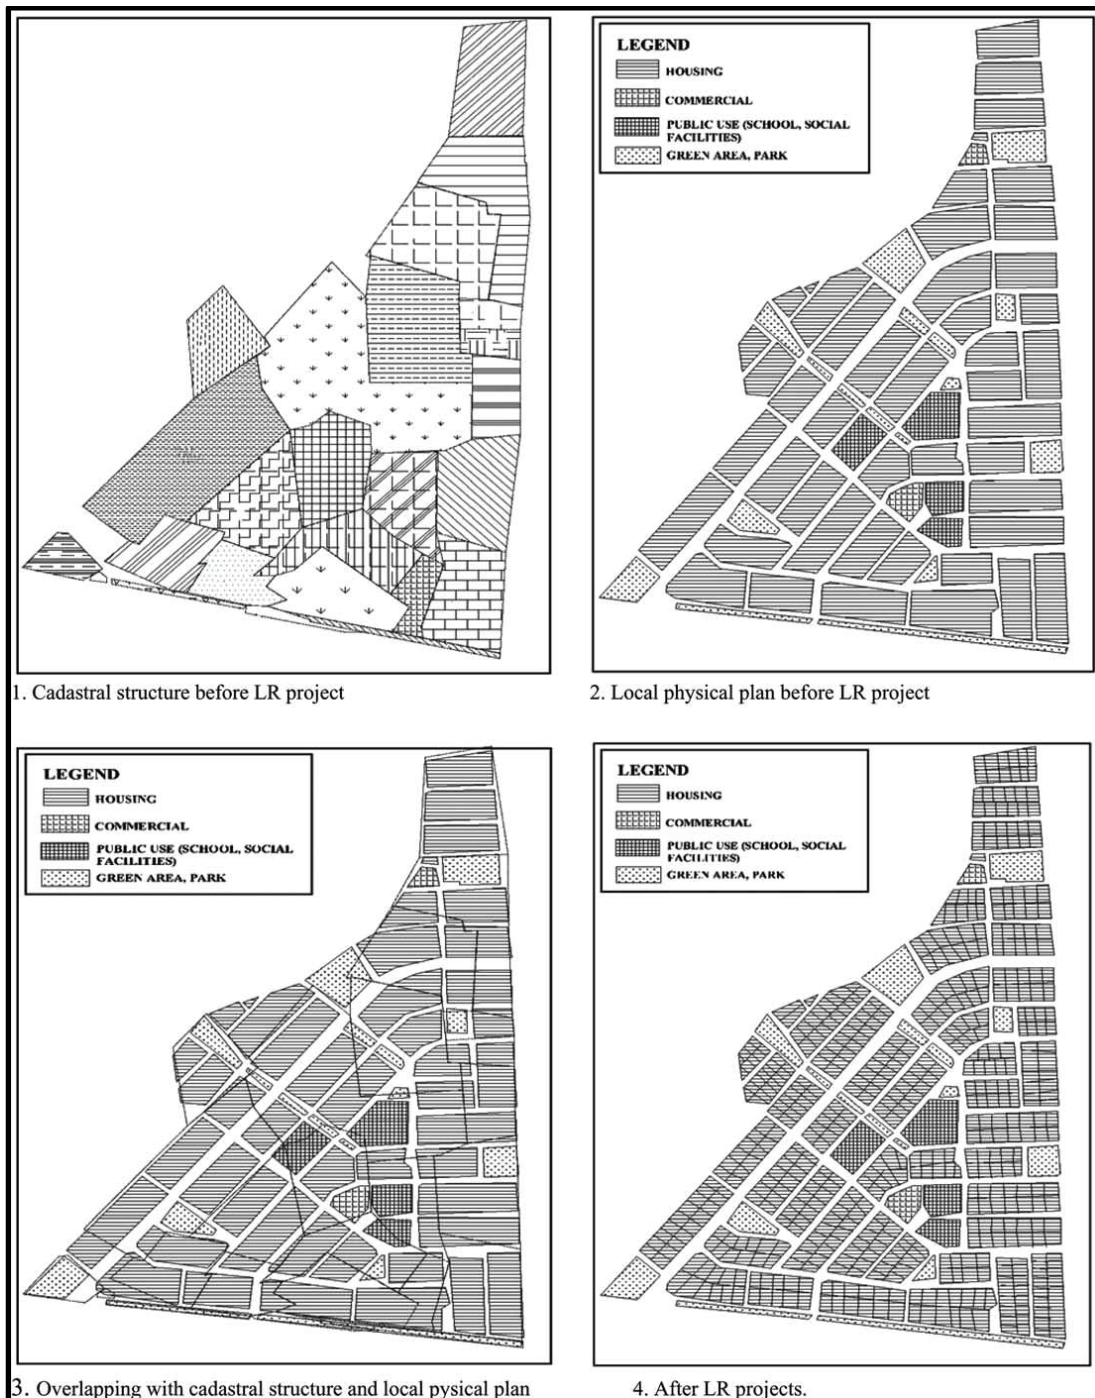 LEGEND
HOUSING
COMMERCIAL
PUBLIC USE (SCHOOL, SOCIAL
FACILITIES)
GREEN AREA, PARK
1. Cadastral structure before LR project
2. Local physical plan before LR project
LEGEND
HOUSING
COMMERCIAL
PUBLIC USE (SCHOOL, SOCIAL
FACILITIES)
GREEN AREA, PARK
LEGEND
HOUSING
COMMERCIAL
PUBLIC USE (SCHOOL, SOCIAL
FACILITIES)
GREEN AREA, PARK
3. Overlapping with cadastral structure and local pysical plan
4. After LR projects.